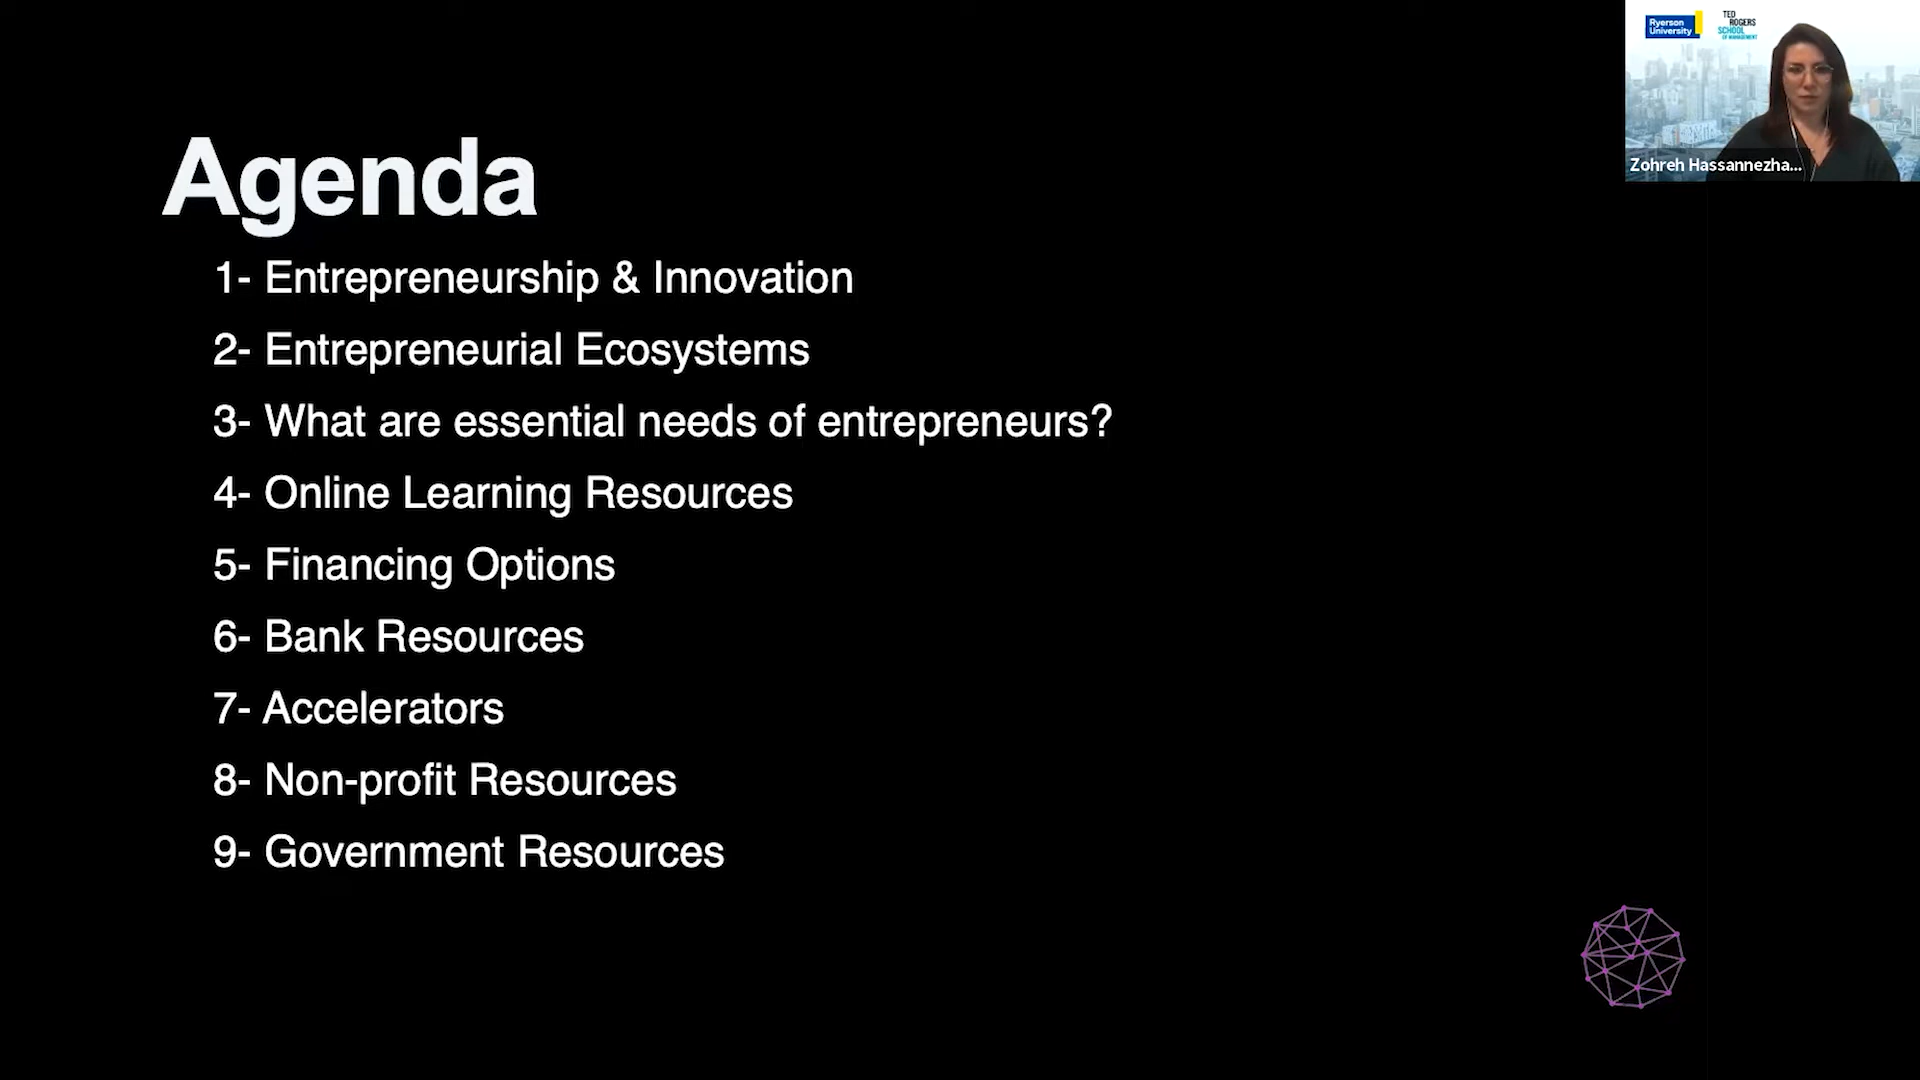 Agenda
1- Entrepreneurship & Innovation
2- Entrepreneurial Ecosystems
3- What are essential needs of entrepreneurs?
4- Online Learning Resources
5- Financing Options
6- Bank Resources
7- Accelerators
8- Non-profit Resources
9- Government Resources
Ryerson
University
TED
ROGERS
SCHOOL
OF MANAGEMENT
Zohreh Hassannezha...